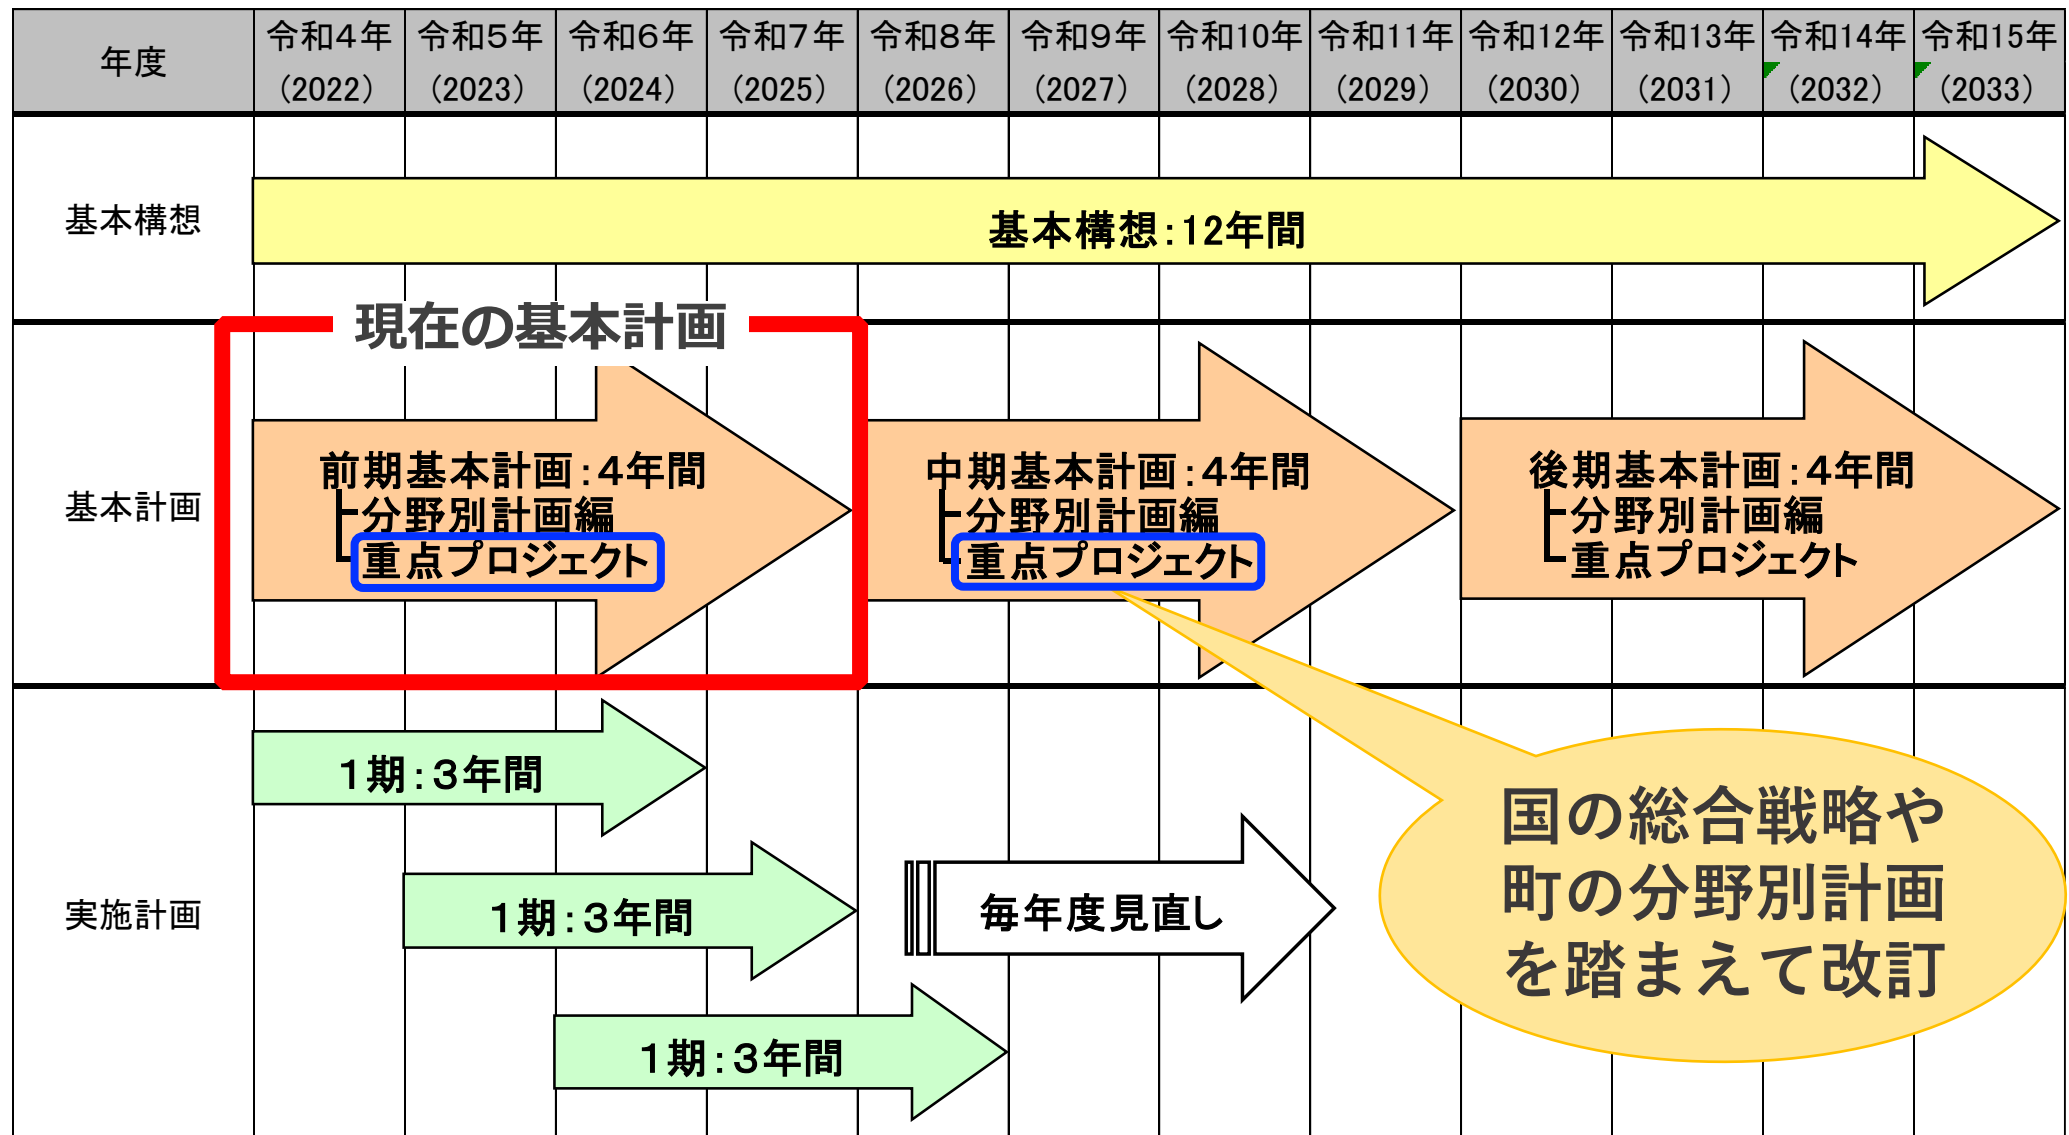 年度
令和4年 令和5年 令和6年 令和7年 令和8年 令和9年 令和10年 令和11年 令和12年 令和13年 令和14年 令和15年
（2022） （2023） （2024） （2025） （2026） （2027） （2028） （2029） （2030） （2031） （2032） （2033）
基本構想
基本構想：12年間
現在の基本計画
基本計画
前期基本計画：４年間
分野別計画編
重点プロジェクト
中期基本計画：４年間
分野別計画編
重点プロジェクト
後期基本計画：４年間
分野別計画編
重点プロジェクト
実施計画
１期：３年間
１期：３年間
１期：３年間
毎年度見直し
国の総合戦略や
町の分野別計画
を踏まえて改訂